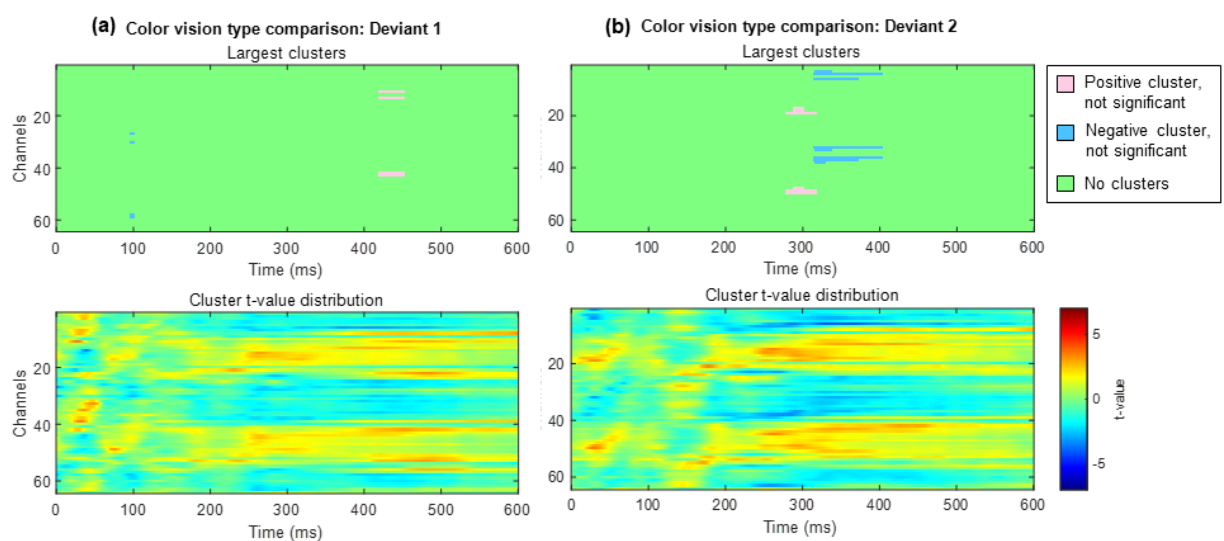 (a) Color vision type comparison: Deviant 1
Largest clusters
Channels
20
40
60
0 100 200 300 400 500 600
Time (ms)
Cluster t-value distribution
Channels
20
40
60
0 100 200 300 400 500 600
Time (ms)
(b) Color vision type comparison: Deviant 2
Largest clusters
20
40
60
0 100 200 300 400 500 600
Time (ms)
Cluster t-value distribution
20
40
60
0 100 200 300 400 500 600
Time (ms)
Positive cluster,
not significant
Negative cluster,
not significant
No clusters
5
0
-5
t-value